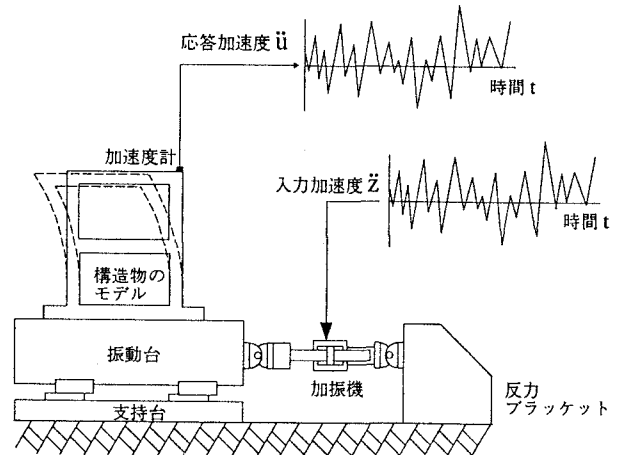 応答加速度 ü
時間 t
加速度計
入力加速度 z̈
時間 t
構造物の
モデル
振動台
加振機
支持台
反力
ブラッケット